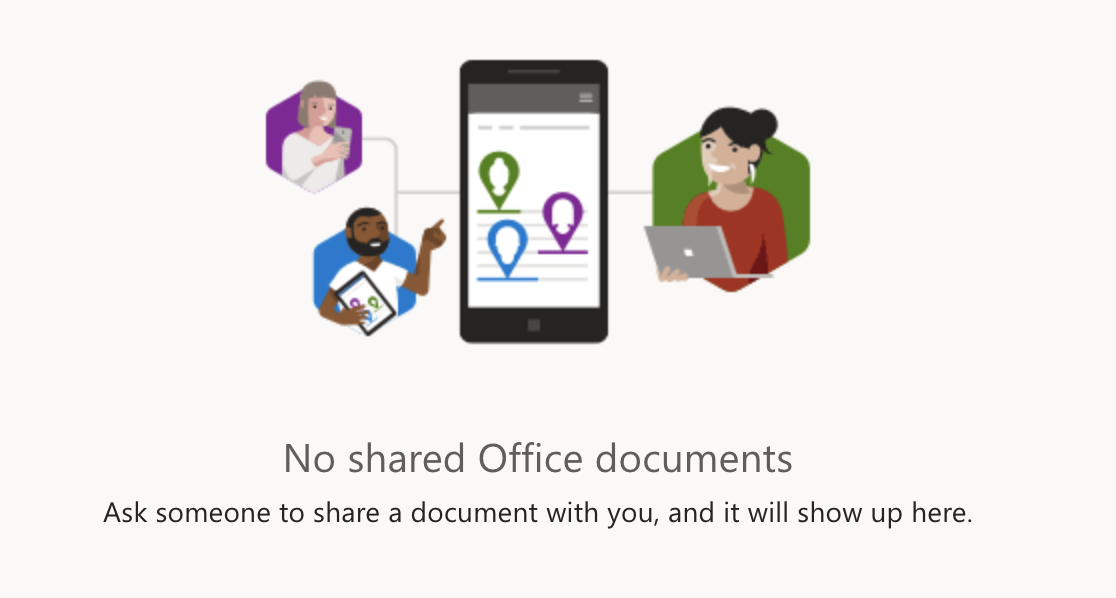 No shared Office documents
Ask someone to share a document with you, and it will show up here.